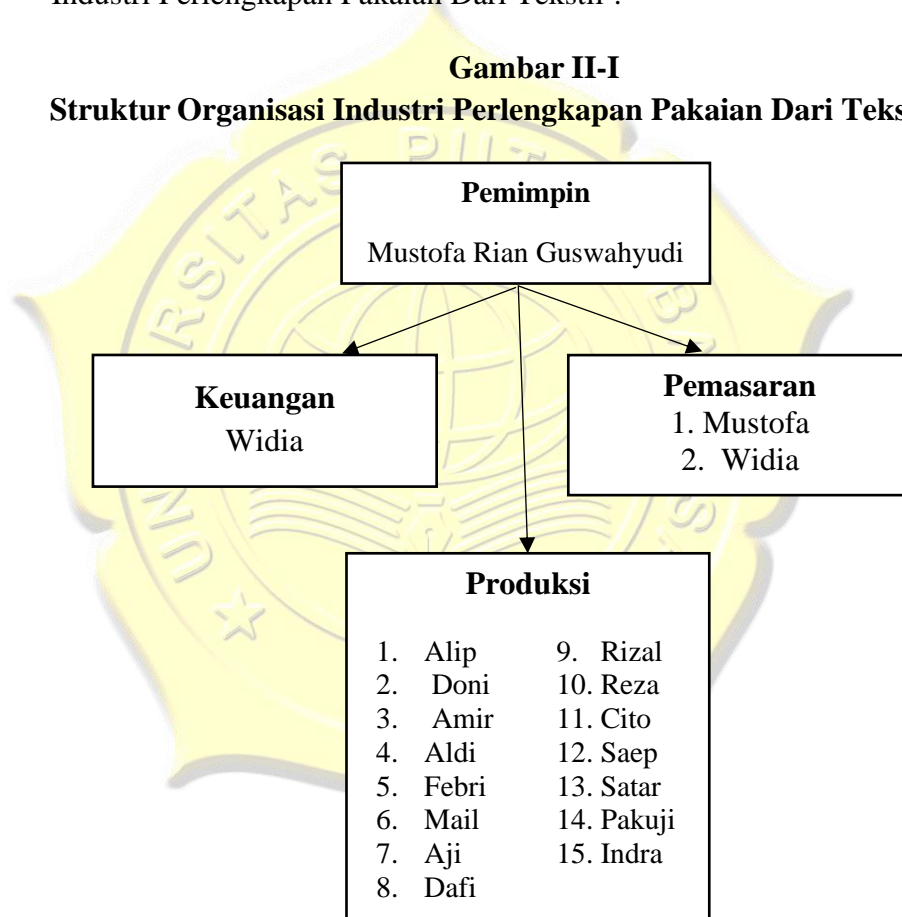 Industri Perlengkapan Pakaian Dari Tekstil :
Gambar II-I
Struktur Organisasi Industri Perlengkapan Pakaian Dari Teks
Pemimpin
Mustofa Rian Guswahyudi
Keuangan
Widia
Pemasaran
1. Mustofa
2. Widia
Produksi
1. Alip
2. Doni
3. Amir
4. Aldi
5. Febri
6. Mail
7. Aji
8. Dafi
9. Rizal
10. Reza
11. Cito
12. Saep
13. Satar
14. Pakuji
15. Indra